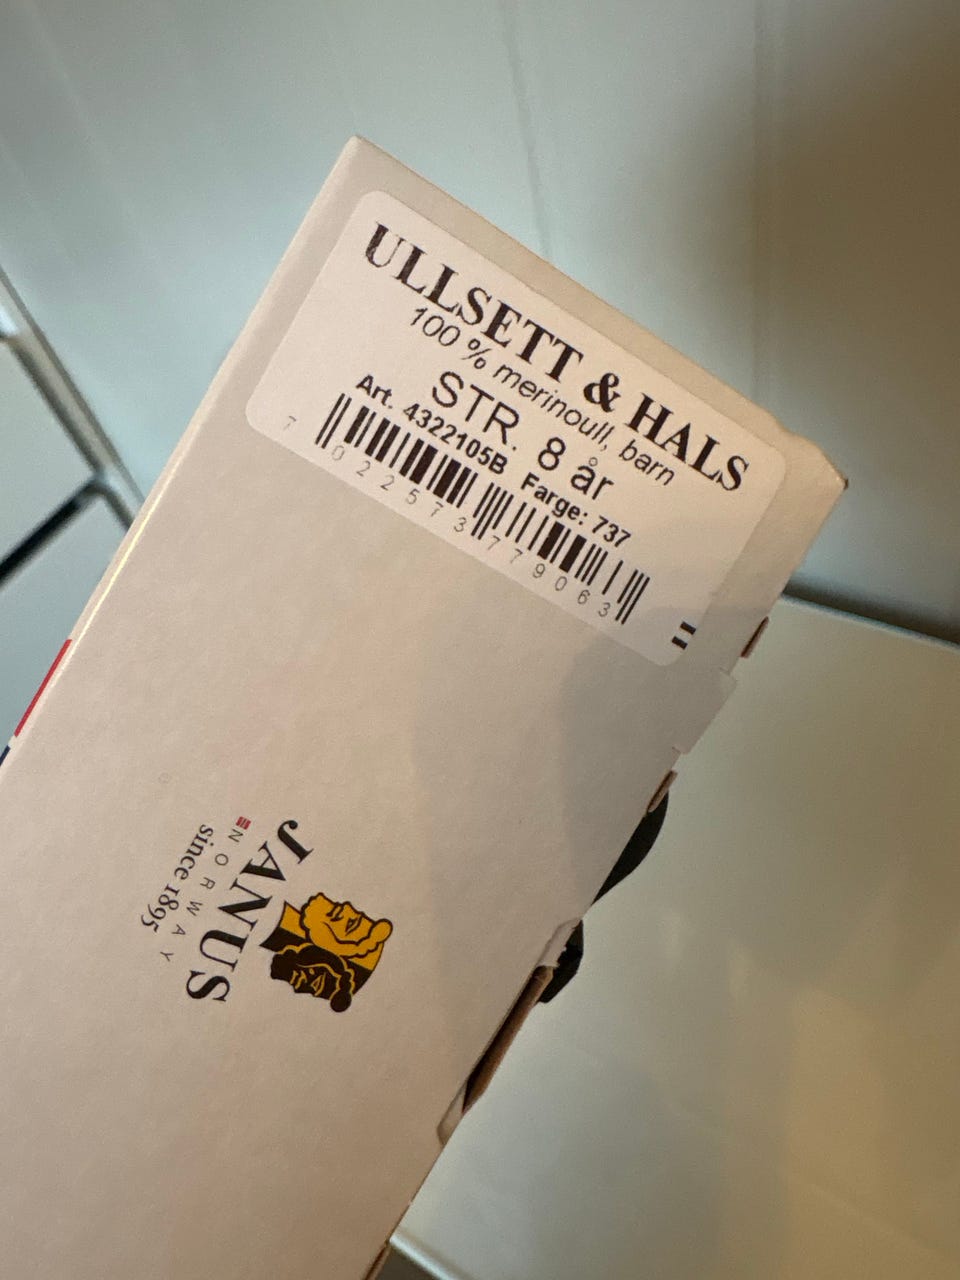 ULLSETT & HALS
100 % merinoull, barn
STR. 8 år
Art. 4322105B Farge: 737
7 022573 779063
JANUS
NORWAY
since 1895